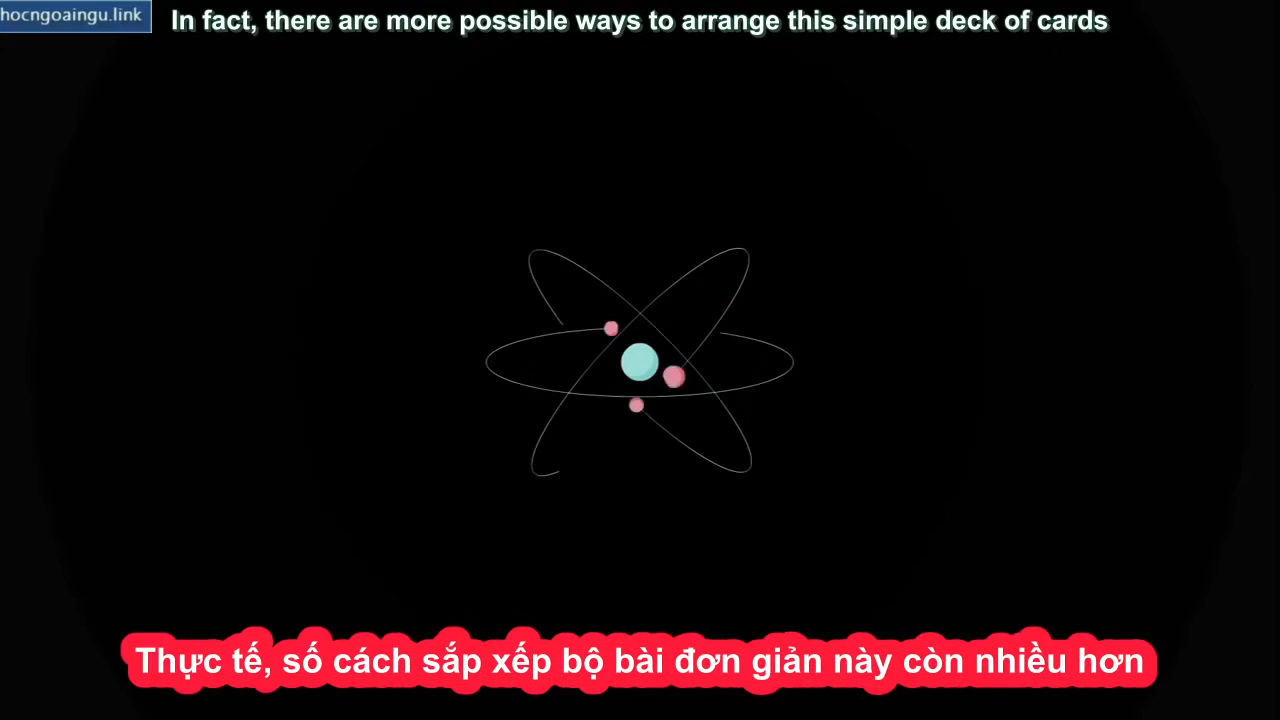 hocngoaingu.link
In fact, there are more possible ways to arrange this simple deck of cards
Thực tế, số cách sắp xếp bộ bài đơn giản này còn nhiều hơn